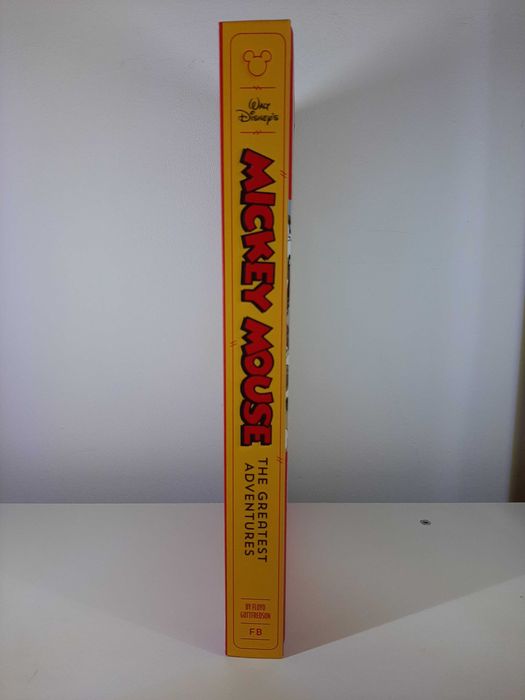 WALT
DISNEY'S
MICKEY MOUSE
THE GREATEST
ADVENTURES
BY FLOYD
GOTTFREDSON
FB